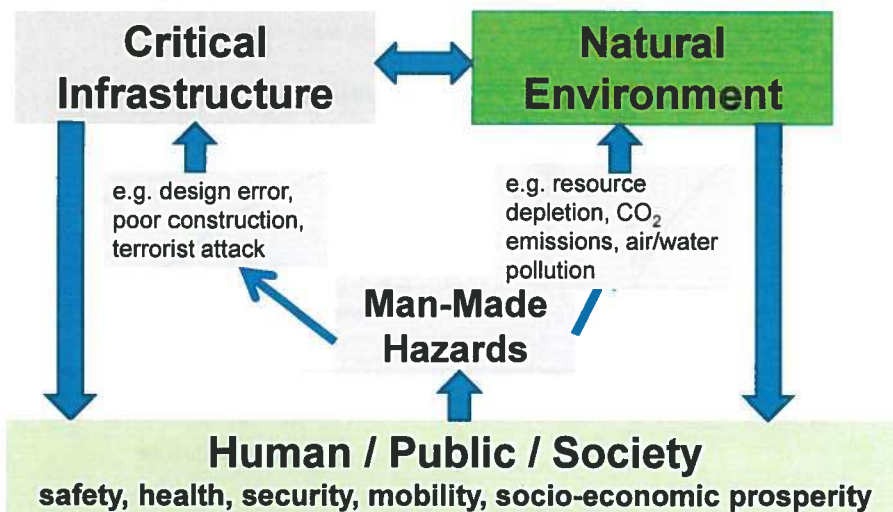 Critical
Infrastructure
Natural
Environment
e.g. design error,
poor construction,
terrorist attack
e.g. resource
depletion, CO₂
emissions, air/water
pollution
Man-Made
Hazards
Human / Public / Society
safety, health, security, mobility, socio-economic prosperity